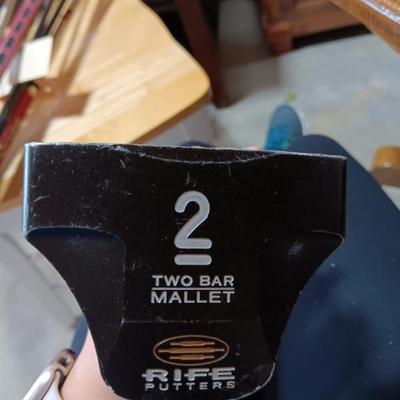 2
TWO BAR
MALLET
RIFE
PUTTERS